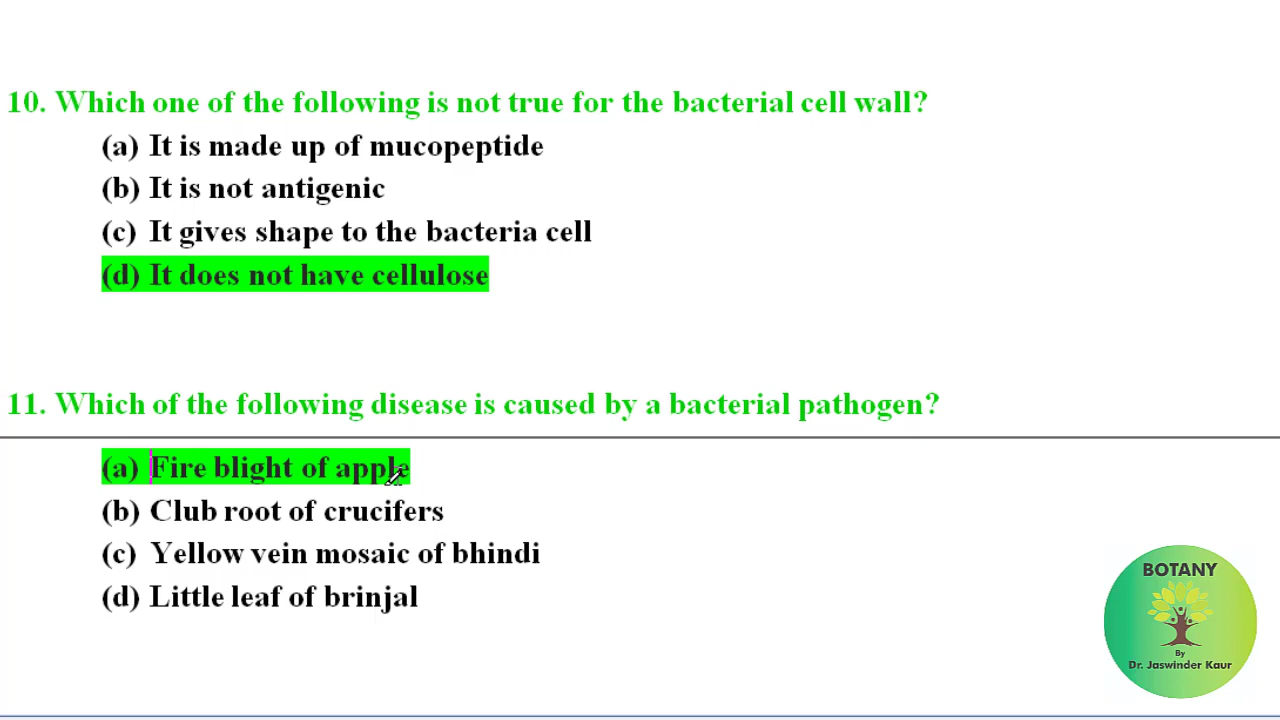 10. Which one of the following is not true for the bacterial cell wall?
(a) It is made up of mucopeptide
(b) It is not antigenic
(c) It gives shape to the bacteria cell
(d) It does not have cellulose
11. Which of the following disease is caused by a bacterial pathogen?
(a) Fire blight of apple
(b) Club root of crucifers
(c) Yellow vein mosaic of bhindi
(d) Little leaf of brinjal
BOTANY
By
Dr. Jaswinder Kaur